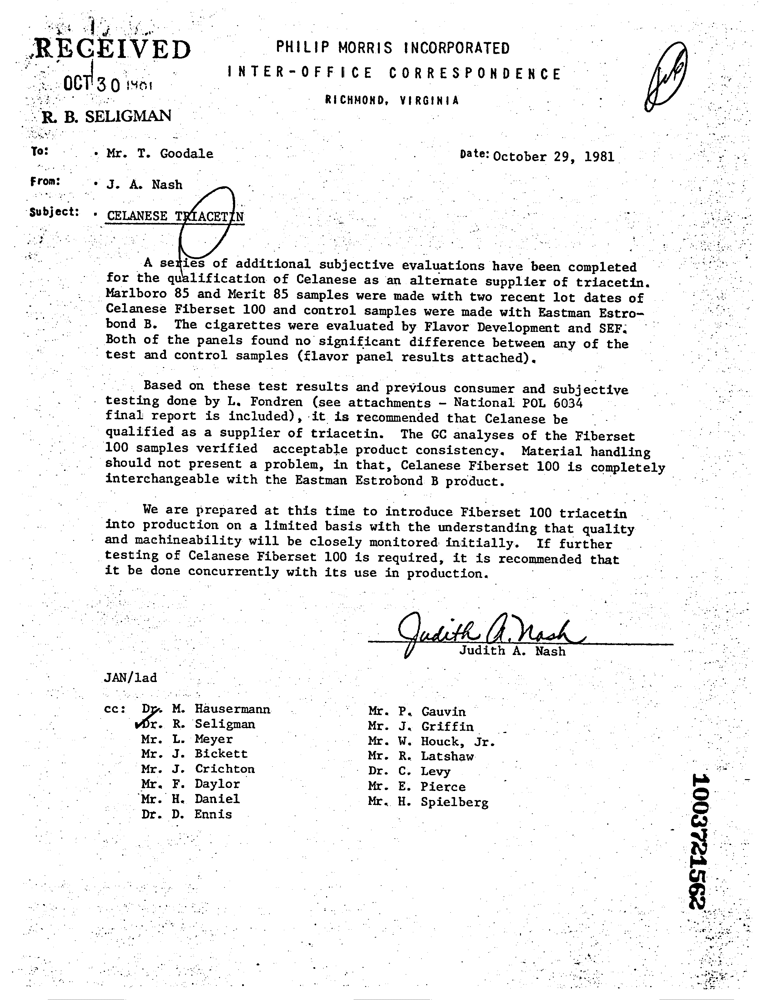 RECEIVED
OCT 30 1981
R. B. SELIGMAN
PHILIP MORRIS INCORPORATED
INTER-OFFICE CORRESPONDENCE
RICHMOND, VIRGINIA
To: . Mr. T. Goodale
Date: October 29, 1981
From: . J. A. Nash
Subject: . CELANESE TRIACETIN
A series of additional subjective evaluations have been completed
for the qualification of Celanese as an alternate supplier of triacetin.
Marlboro 85 and Merit 85 samples were made with two recent lot dates of
Celanese Fiberset 100 and control samples were made with Eastman Estro-
bond B. The cigarettes were evaluated by Flavor Development and SEF.
Both of the panels found no significant difference between any of the
test and control samples (flavor panel results attached).
Based on these test results and previous consumer and subjective
testing done by L. Fondren (see attachments - National POL 6034
final report is included), it is recommended that Celanese be
qualified as a supplier of triacetin. The GC analyses of the Fiberset
100 samples verified acceptable product consistency. Material handling
should not present a problem, in that, Celanese Fiberset 100 is completely
interchangeable with the Eastman Estrobond B product.
We are prepared at this time to introduce Fiberset 100 triacetin
into production on a limited basis with the understanding that quality
and machineability will be closely monitored initially. If further
testing of Celanese Fiberset 100 is required, it is recommended that
it be done concurrently with its use in production.
Judith A. Nash
Judith A. Nash
JAN/lad
cc: Dr. M. Hausermann
Dr. R. Seligman
Mr. L. Meyer
Mr. J. Bickett
Mr. J. Crichton
Mr. F. Daylor
Mr. H. Daniel
Dr. D. Ennis
Mr. P. Gauvin
Mr. J. Griffin
Mr. W. Houck, Jr.
Mr. R. Latshaw
Dr. C. Levy
Mr. E. Pierce
Mr. H. Spielberg
1003721562